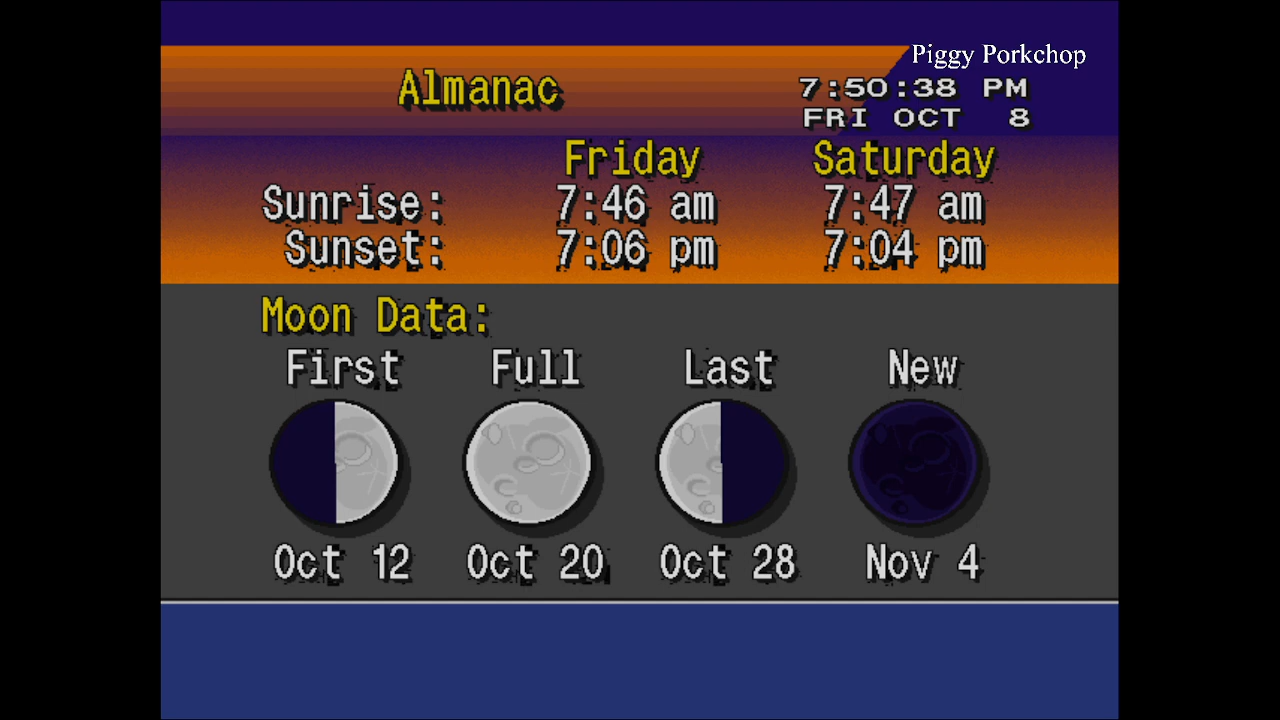 Piggy Porkchop
Almanac
7:50:38 PM
FRI OCT 8
Friday Saturday
Sunrise: 7:46 am 7:47 am
Sunset: 7:06 pm 7:04 pm
Moon Data:
First Full Last New
Oct 12 Oct 20 Oct 28 Nov 4